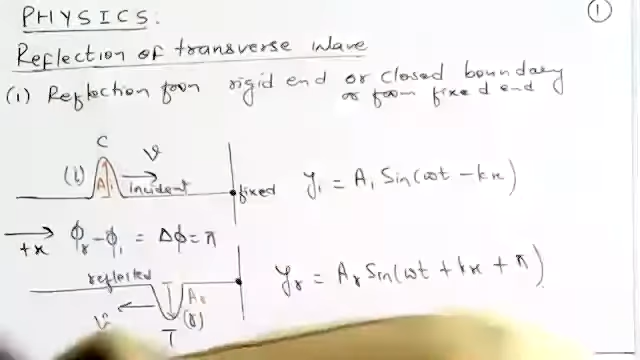 PHYSICS:
①
Reflection of transverse wave
(1) Reflection from rigid end or closed boundary
or from fixed end
C
v
(i) A₁ incident fixed
y₁ = A₁ Sin(ωt - kx)
+x ϕᵣ - ϕ₁ = Δϕ = π
reflected
Aᵣ
(r)
T
yᵣ = Aᵣ Sin(ωt + kx + π)